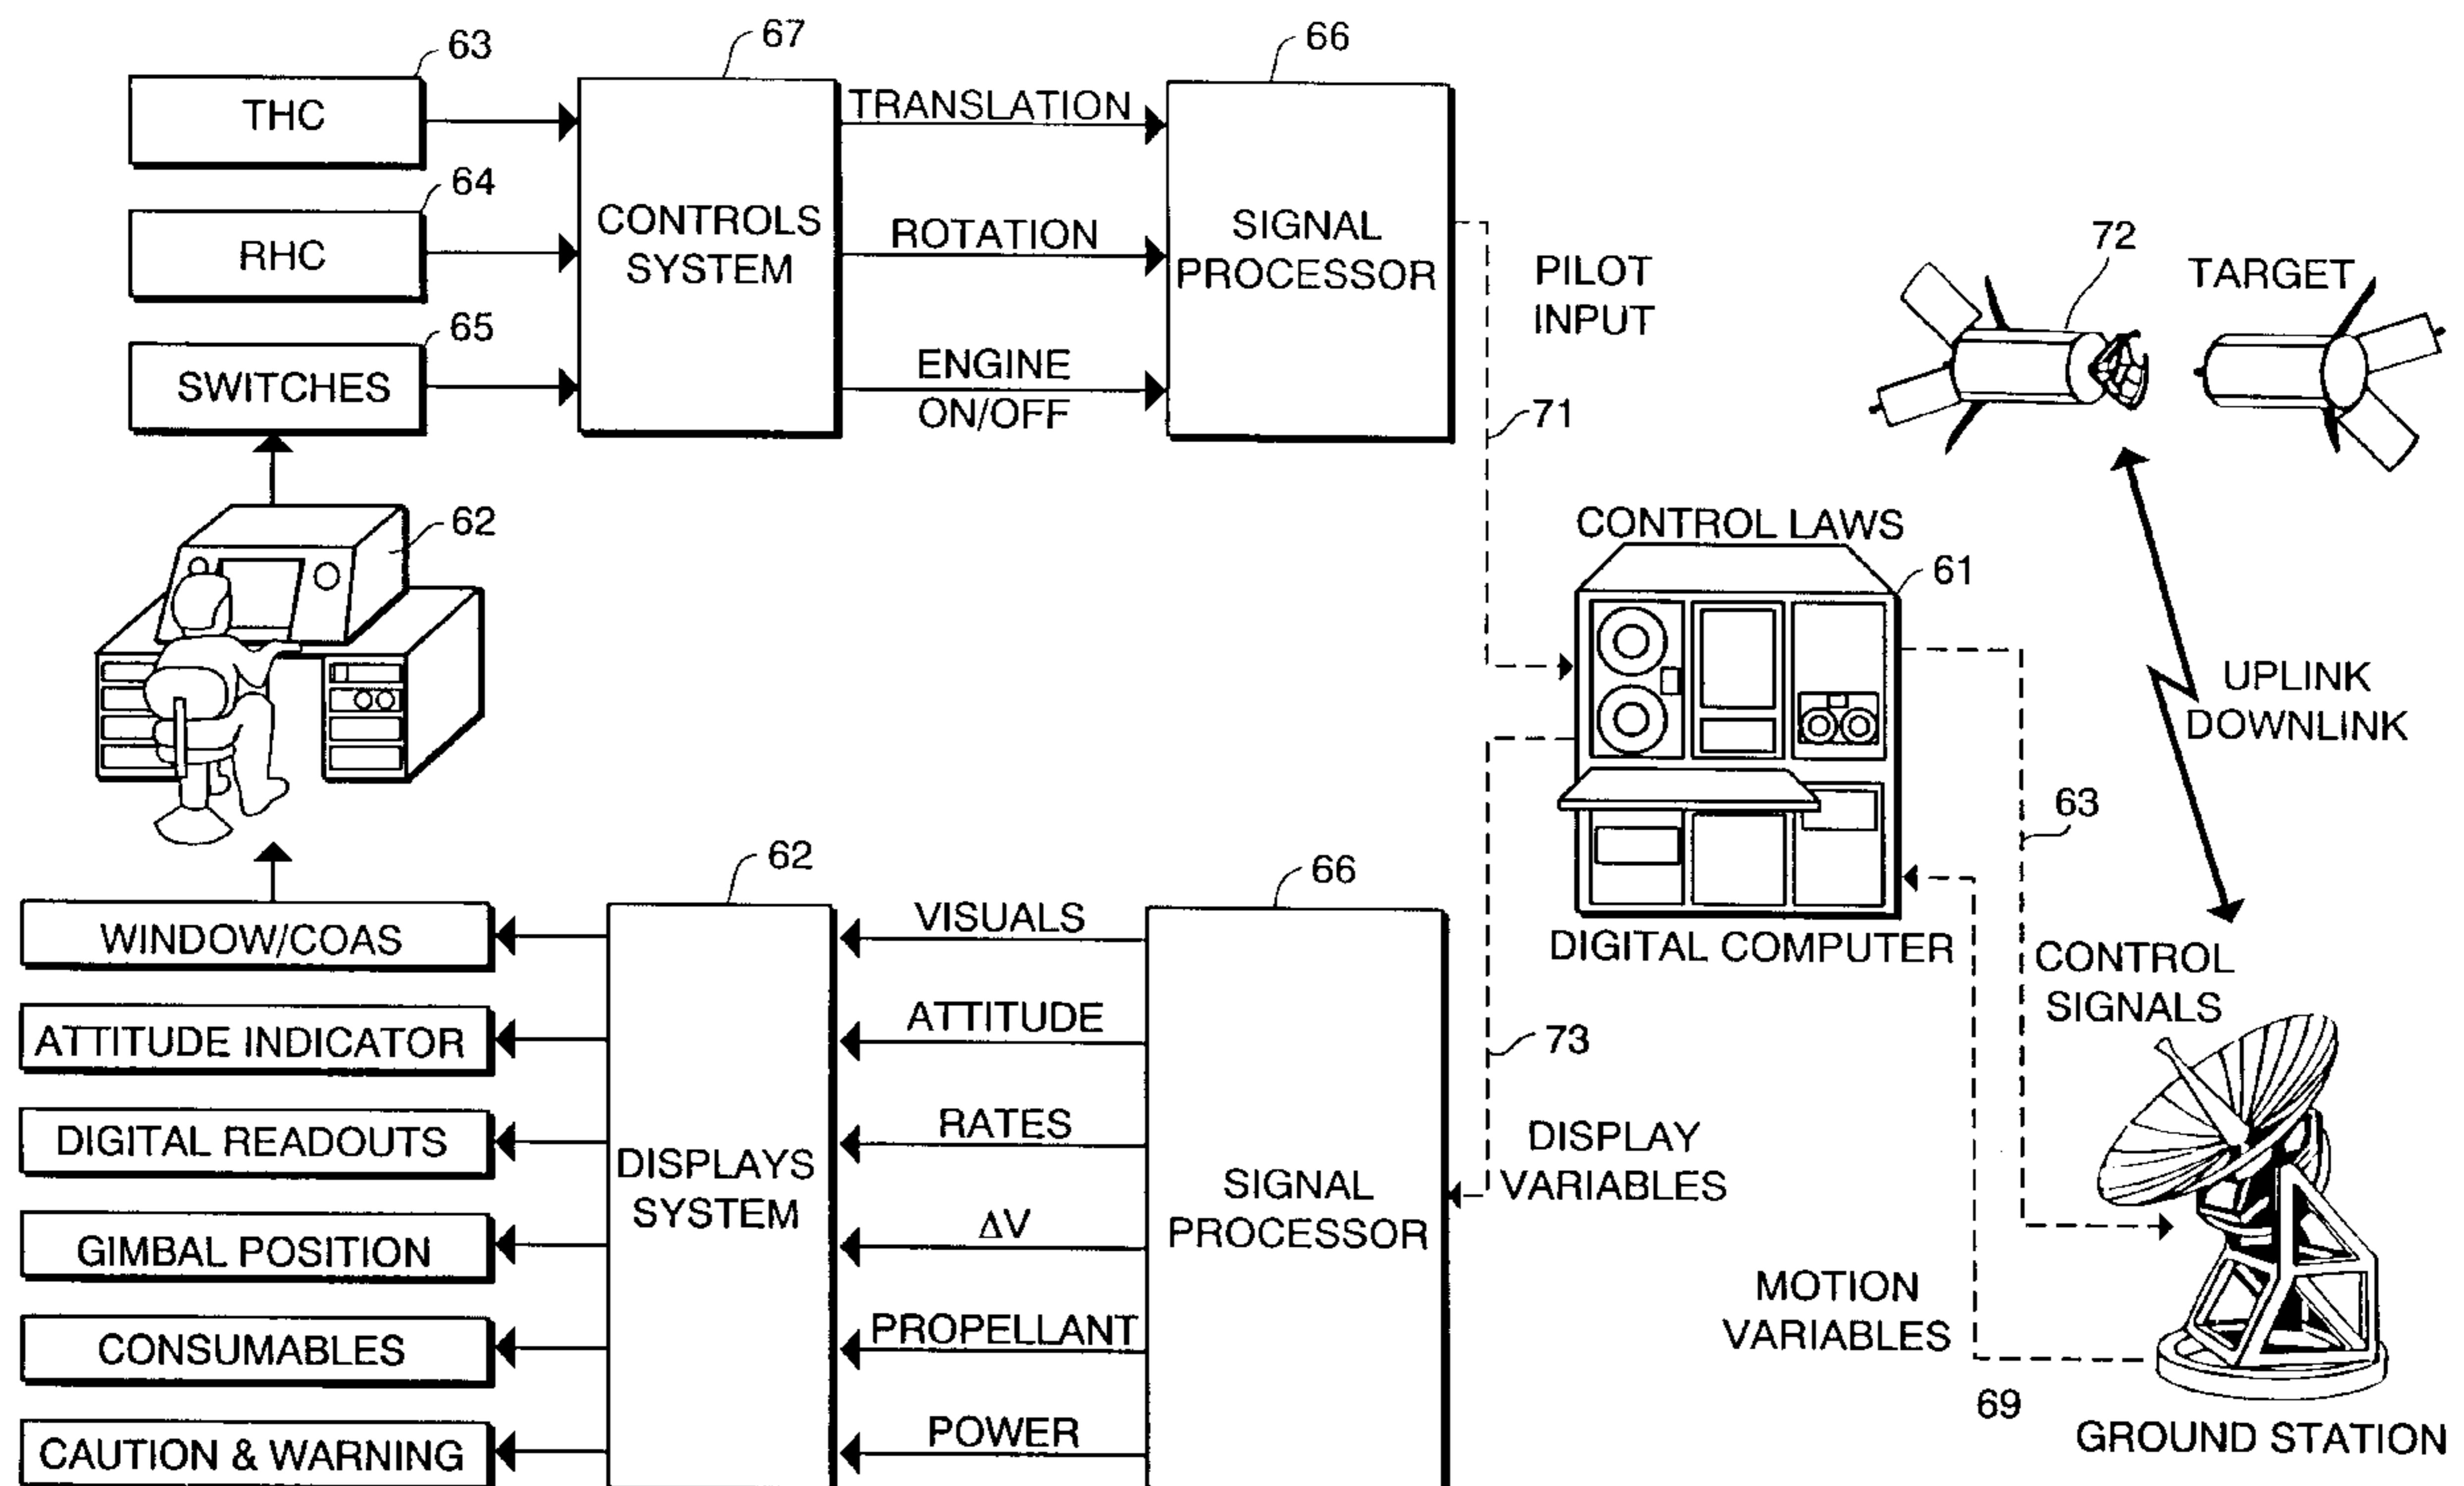 63
THC
64
RHC
65
SWITCHES
67
CONTROLS
SYSTEM
TRANSLATION
ROTATION
ENGINE
ON/OFF
66
SIGNAL
PROCESSOR
PILOT
INPUT
71
72
TARGET
62
CONTROL LAWS
61
DIGITAL COMPUTER
UPLINK
DOWNLINK
63
CONTROL
SIGNALS
WINDOW/COAS
ATTITUDE INDICATOR
DIGITAL READOUTS
GIMBAL POSITION
CONSUMABLES
CAUTION & WARNING
62
DISPLAYS
SYSTEM
VISUALS
ATTITUDE
RATES
ΔV
PROPELLANT
POWER
66
SIGNAL
PROCESSOR
73
DISPLAY
VARIABLES
MOTION
VARIABLES
69
GROUND STATION